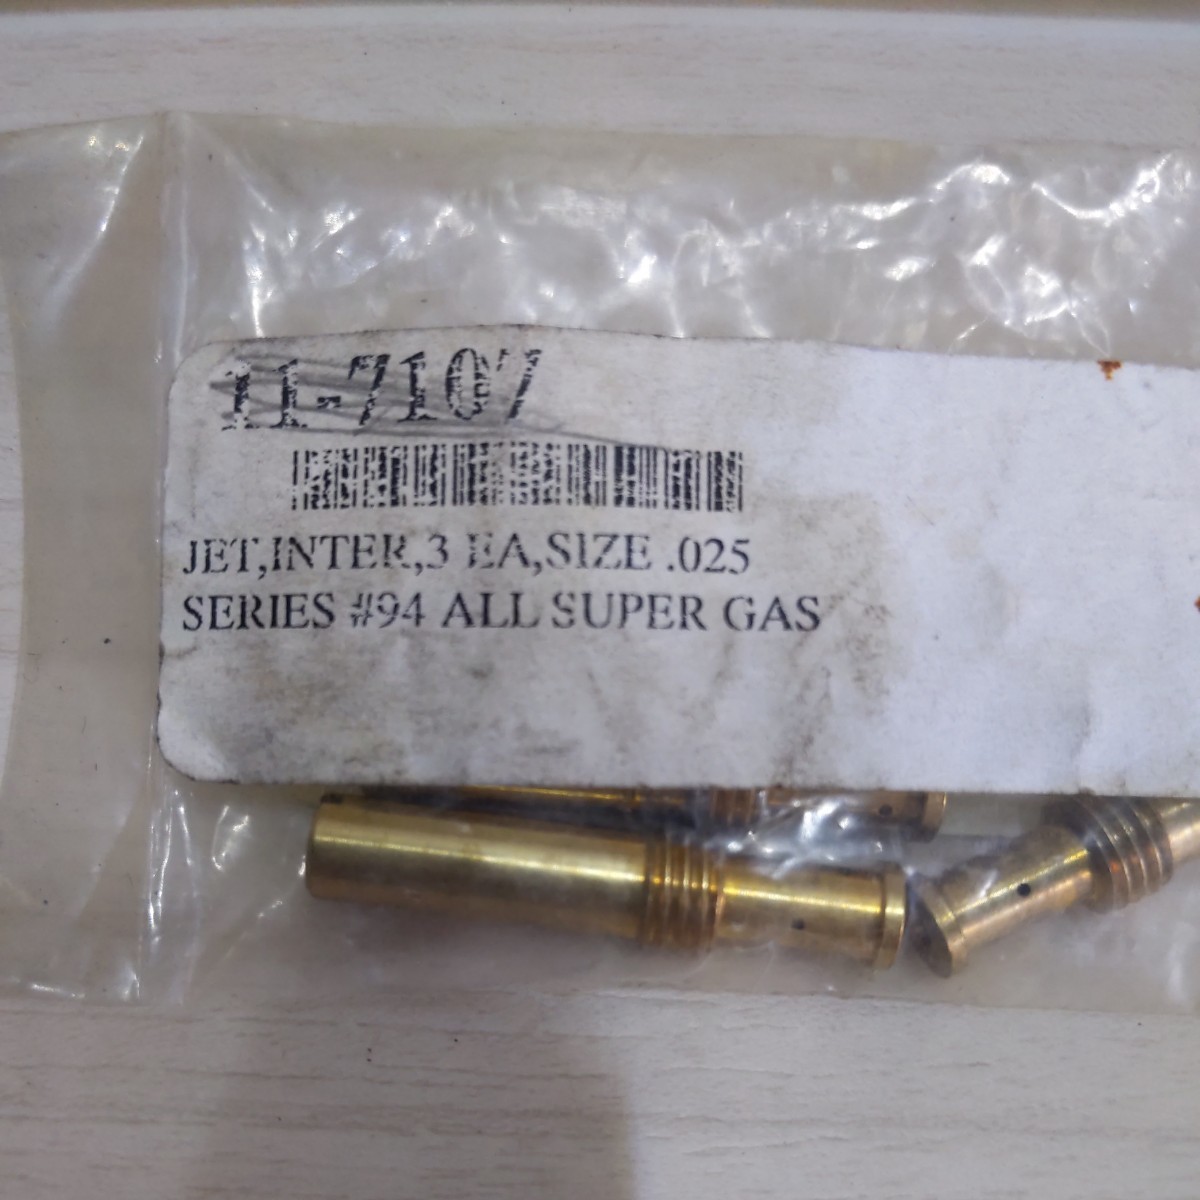 11-7107
JET,INTER,3 EA,SIZE .025
SERIES #94 ALL SUPER GAS